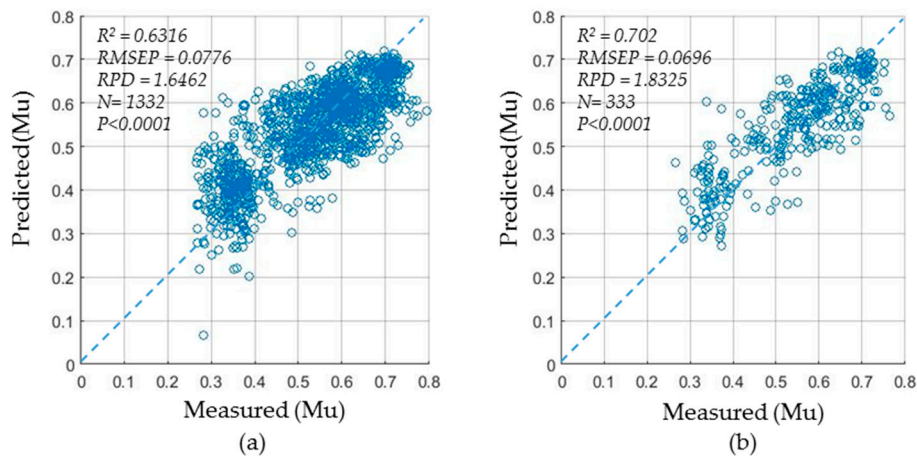 R² = 0.6316
RMSEP = 0.0776
RPD = 1.6462
N= 1332
P<0.0001
0.8
0.7
0.6
0.5
0.4
0.3
0.2
0.1
0
Predicted(Mu)
0 0.1 0.2 0.3 0.4 0.5 0.6 0.7 0.8
Measured (Mu)
(a)
R² = 0.702
RMSEP = 0.0696
RPD = 1.8325
N= 333
P<0.0001
0.8
0.7
0.6
0.5
0.4
0.3
0.2
0.1
0
Predicted(Mu)
0 0.1 0.2 0.3 0.4 0.5 0.6 0.7 0.8
Measured (Mu)
(b)